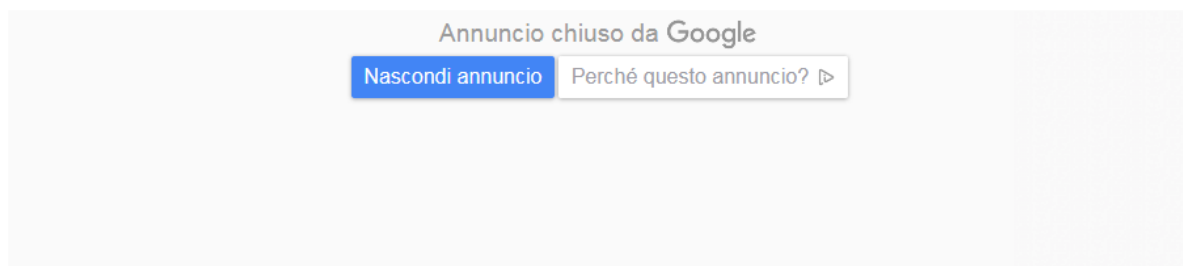 Annuncio chiuso da Google
Nascondi annuncio Perché questo annuncio?